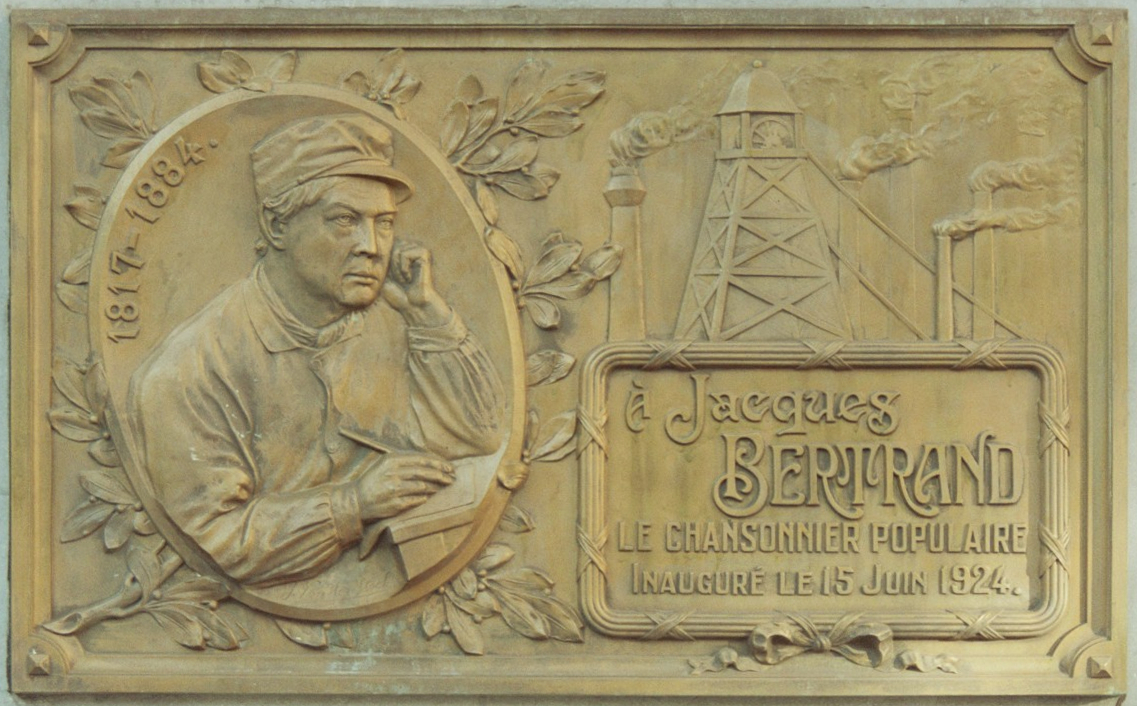 1817-1884.
à Jacques
BERTRAND
LE CHANSONNIER POPULAIRE
INAUGURÉ LE 15 JUIN 1924.